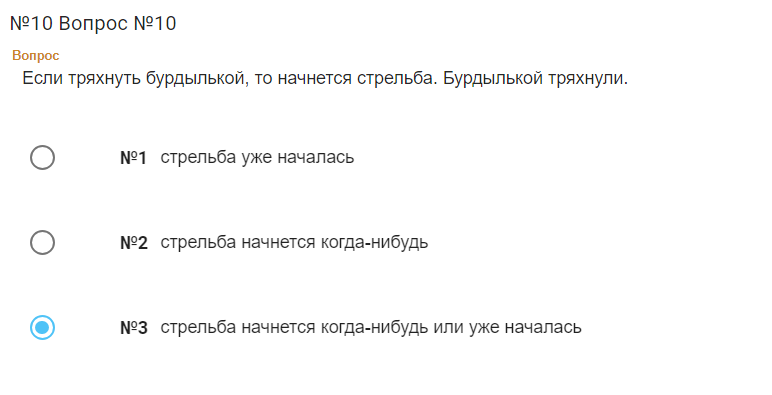 №10 Вопрос №10
Вопрос
Если тряхнуть бурдылькой, то начнется стрельба. Бурдылькой тряхнули.
№1 стрельба уже началась
№2 стрельба начнется когда-нибудь
№3 стрельба начнется когда-нибудь или уже началась